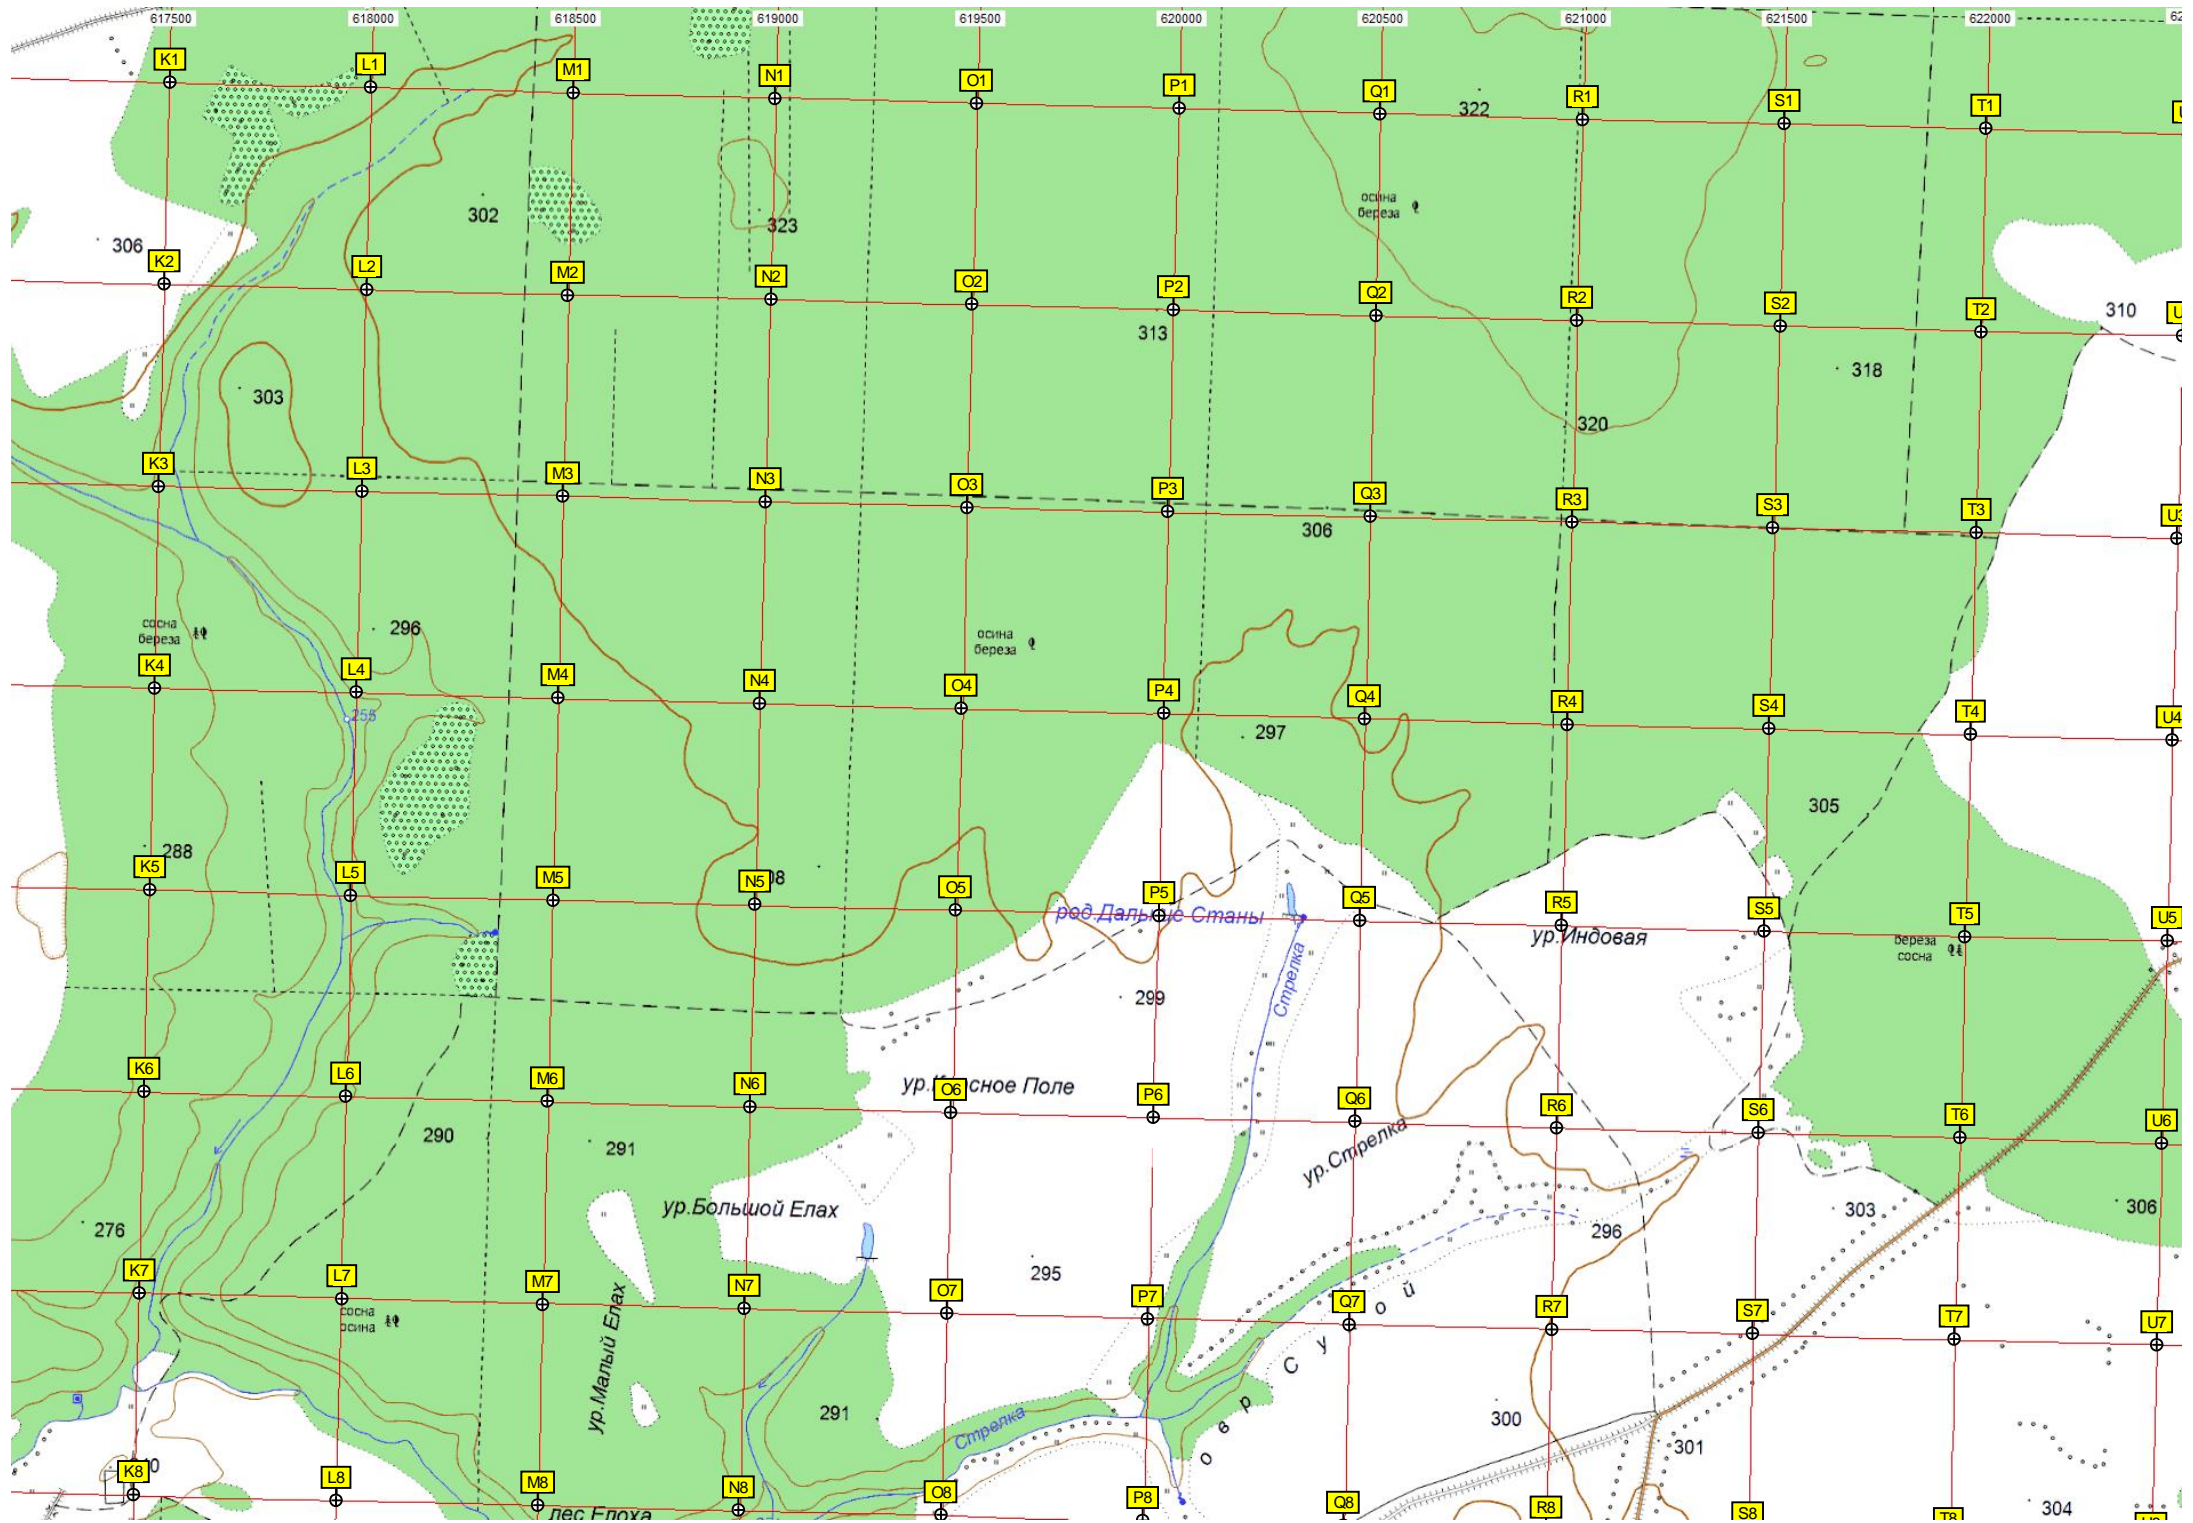 617500 618000 618500 619000 619500 620000 620500 621000 621500 622000
K1 L1 M1 N1 O1 P1 Q1 R1 S1 T1
322
302
323
осина
береза
306
K2 L2 M2 N2 O2 P2 Q2 R2 S2 T2
310
313
318
303
320
K3 L3 M3 N3 O3 P3 Q3 R3 S3 T3 U3
306
сосна
береза
296
осина
береза
K4 L4 M4 N4 O4 P4 Q4 R4 S4 T4 U4
255
297
305
288
K5 L5 M5 N5 O5 P5 Q5 R5 S5 T5 U5
род.Дальние Станы
ур.Индовая
береза
сосна
Стрелка
299
K6 L6 M6 N6 O6 P6 Q6 R6 S6 T6 U6
ур.Красное Поле
290
291
ур.Стрелка
276
ур.Большой Елах
296
303
306
295
K7 L7 M7 N7 O7 P7 Q7 R7 S7 T7 U7
сосна
осина
ур.Малый Елах
овр Сухой
291
Стрелка
300
301
K8 L8 M8 N8 O8 P8 Q8 R8 S8 T8
304
лес Елоха